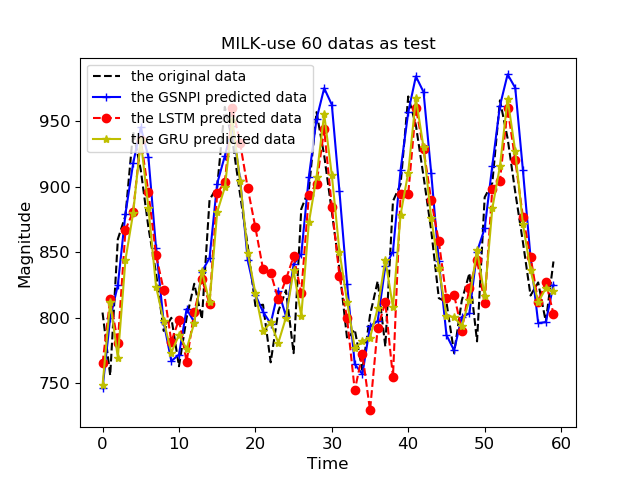 MILK-use 60 datas as test
the original data
the GSNPI predicted data
the LSTM predicted data
the GRU predicted data
950
900
850
800
750
Magnitude
0 10 20 30 40 50 60
Time